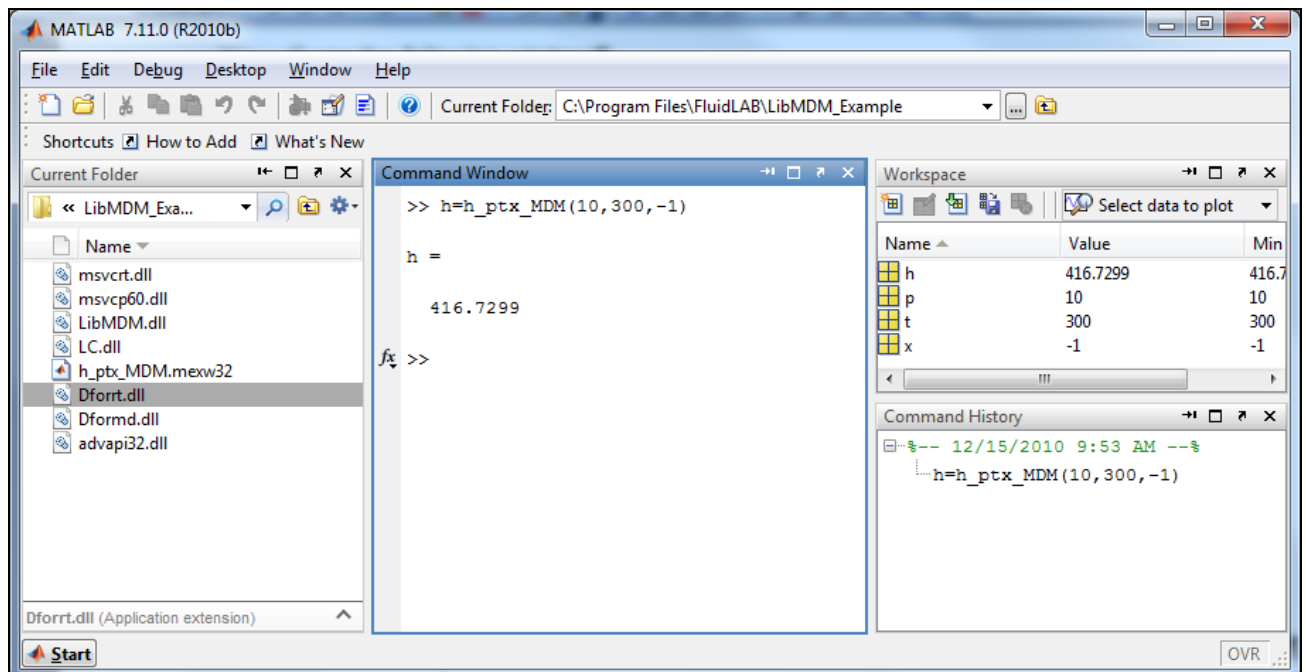 MATLAB 7.11.0 (R2010b)
File Edit Debug Desktop Window Help
Current Folder: C:\Program Files\FluidLAB\LibMDM_Example
Shortcuts How to Add What's New
Current Folder
« LibMDM_Exa...
Name
msvcrt.dll
msvcp60.dll
LibMDM.dll
LC.dll
h_ptx_MDM.mexw32
Dforrt.dll
Dformd.dll
advapi32.dll
Dforrt.dll (Application extension)
Command Window
>> h=h_ptx_MDM(10,300,-1)
h =
416.7299
fx >>
Workspace
Select data to plot
Name Value Min
h 416.7299 416.7
p 10 10
t 300 300
x -1 -1
Command History
%-- 12/15/2010 9:53 AM --%
h=h_ptx_MDM(10,300,-1)
Start
OVR